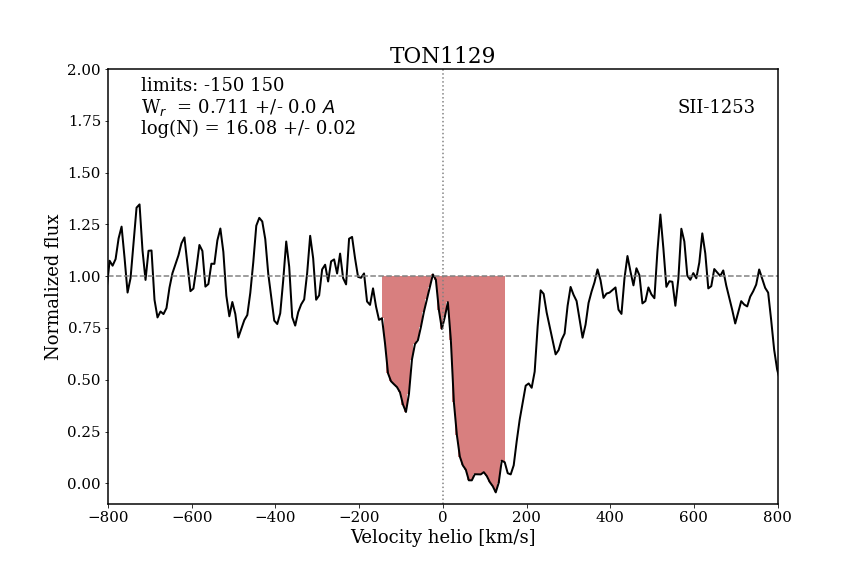 TON1129
limits: -150 150
W_r = 0.711 +/- 0.0 A
log(N) = 16.08 +/- 0.02
SII-1253
Normalized flux
2.00
1.75
1.50
1.25
1.00
0.75
0.50
0.25
0.00
−800 −600 −400 −200 0 200 400 600 800
Velocity helio [km/s]